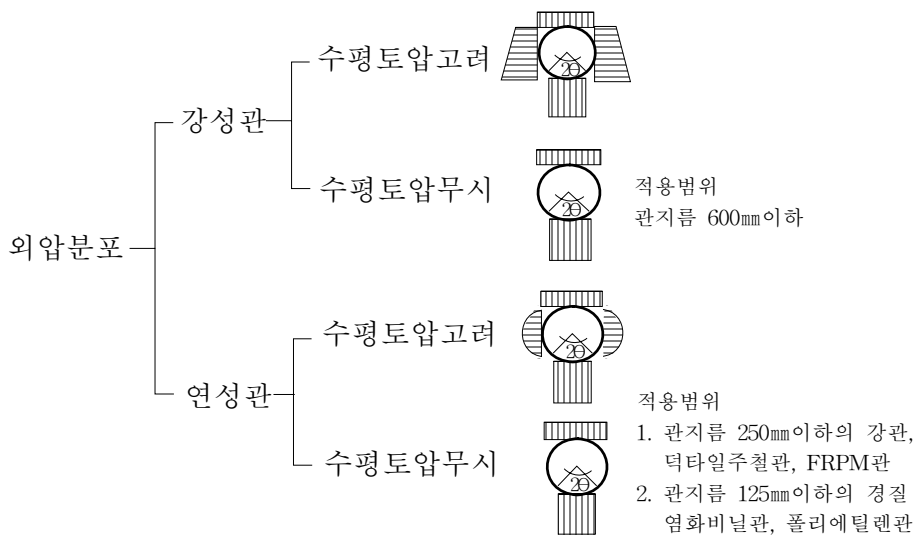 외압분포
강성관
수평토압고려
2θ
수평토압무시
2θ
적용범위
관지름 600㎜이하
연성관
수평토압고려
2θ
수평토압무시
2θ
적용범위
1. 관지름 250㎜이하의 강관,
덕타일주철관, FRPM관
2. 관지름 125㎜이하의 경질
염화비닐관, 폴리에틸렌관